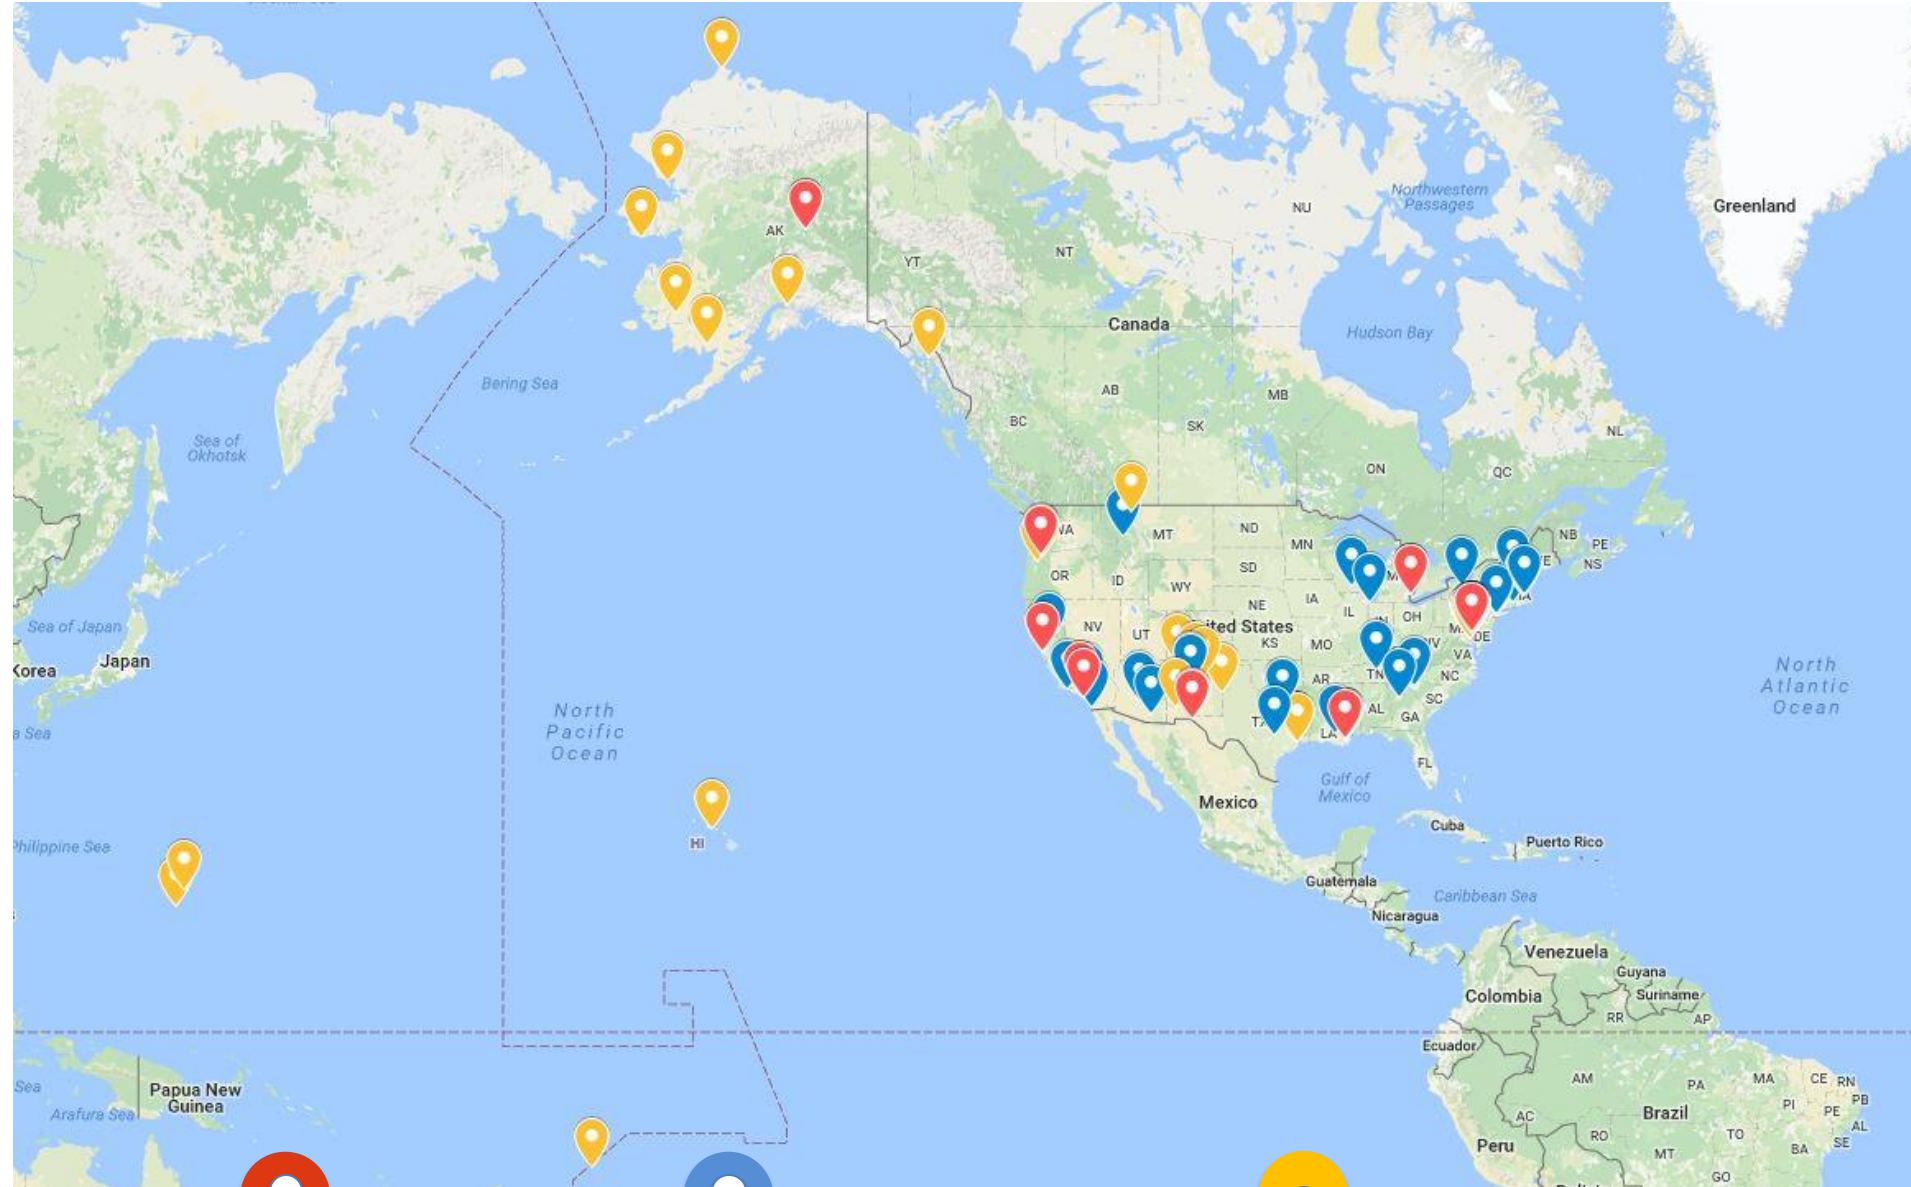 Greenland
Northwestern
Passages
NU
AK
YT
NT
Canada
Hudson Bay
Bering Sea
AB
MB
BC
SK
NL
Sea of
Okhotsk
ON
QC
ND
MT
MN
NB
PE
NS
OR
ID
WY
SD
NE
IA
IL
OH
DE
Sea of Japan
NV
UT
United States
KS
MO
VA
Korea
Japan
TN
NC
AR
SC
AL
GA
LA
FL
North
Atlantic
Ocean
North
Pacific
Ocean
Gulf of
Mexico
Mexico
Cuba
Puerto Rico
HI
Philippine Sea
Guatemala
Caribbean Sea
Nicaragua
Venezuela
Guyana
Suriname
Colombia
RR
AP
Ecuador
Papua New
Guinea
Sea
Arafura Sea
AM
PA
MA
CE
RN
PB
PI
PE
AL
SE
AC
Brazil
RO
TO
BA
Peru
MT
GO